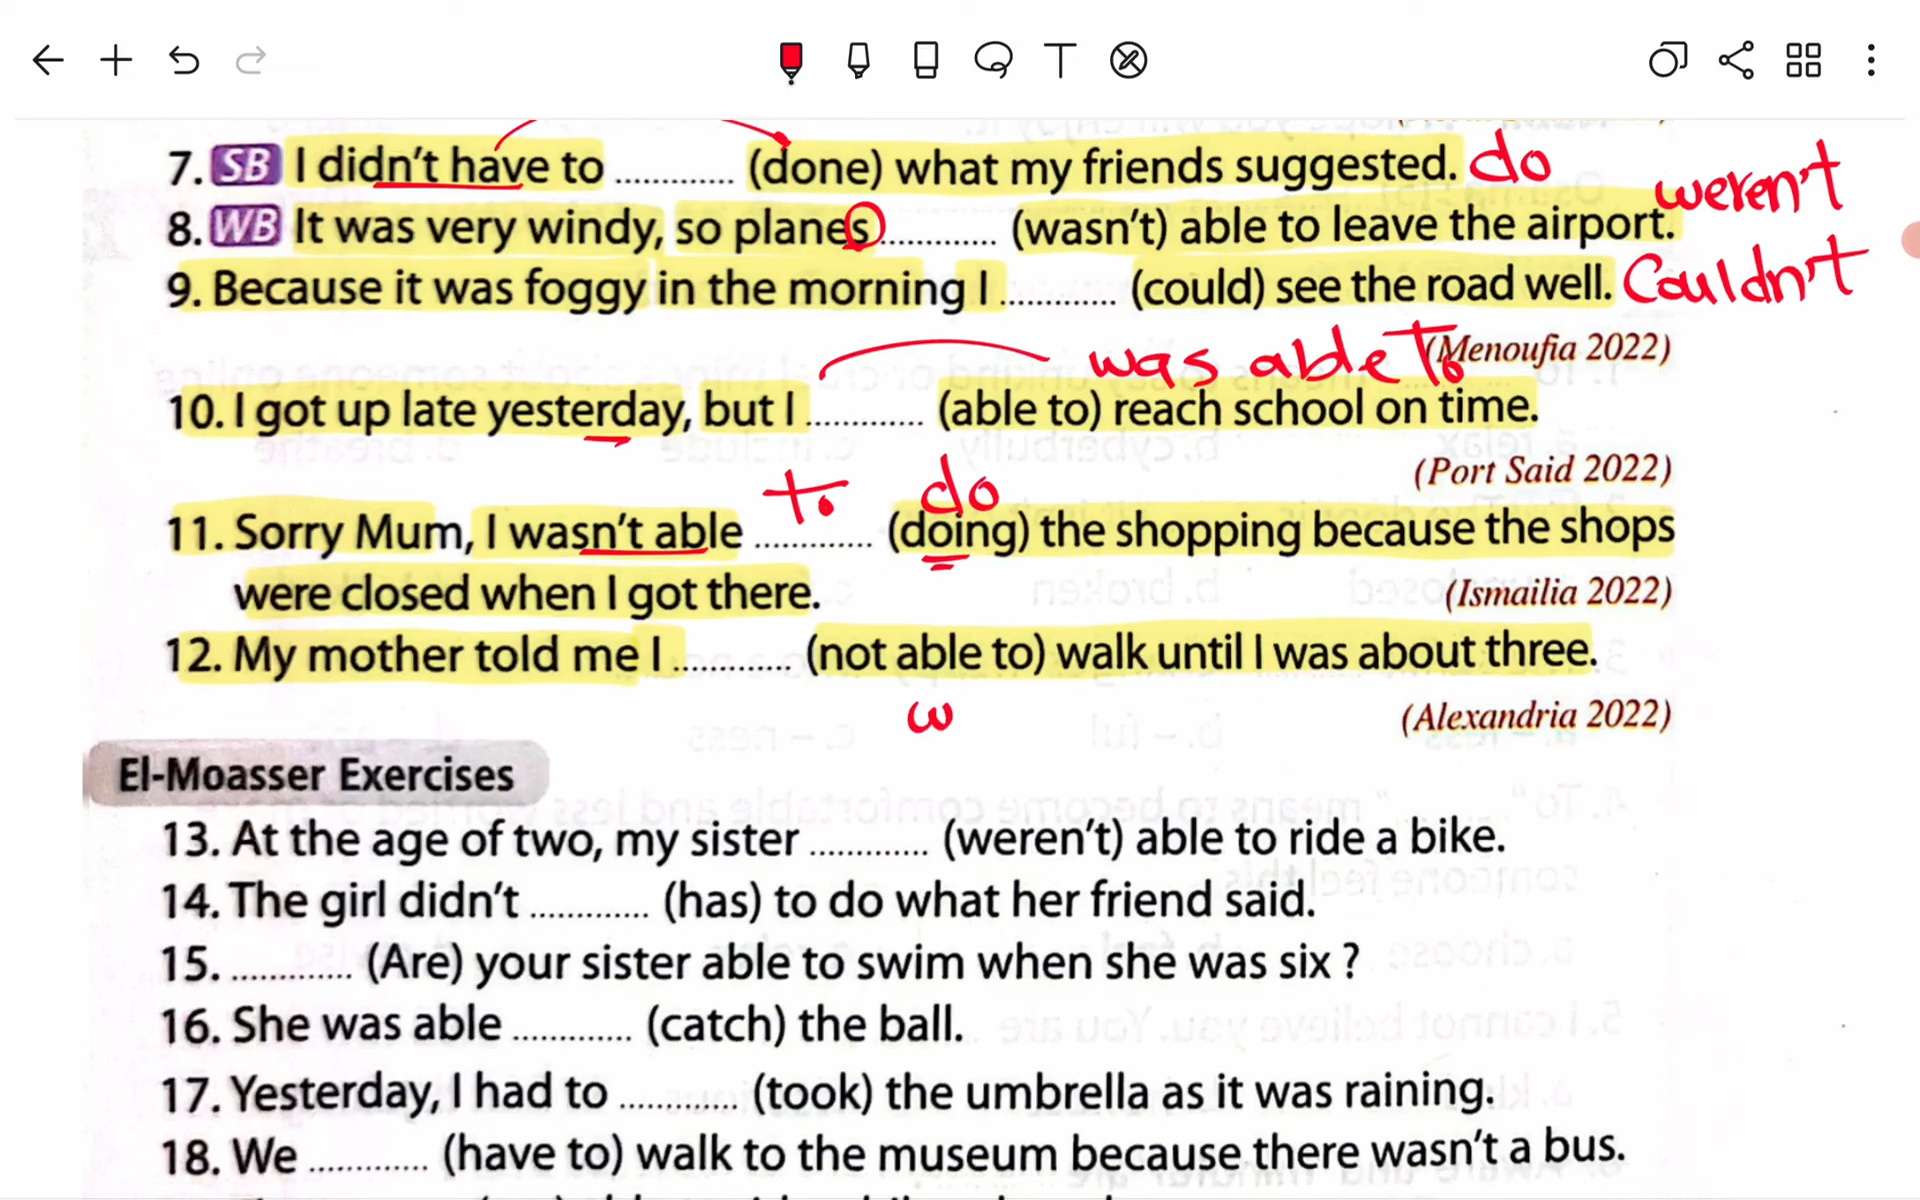 7. SB I didn't have to ............ (done) what my friends suggested. do
weren't
8. WB It was very windy, so planes ............ (wasn't) able to leave the airport.
9. Because it was foggy in the morning I ............ (could) see the road well. Couldn't
(Menoufia 2022)
was able to
10. I got up late yesterday, but I ............ (able to) reach school on time.
(Port Said 2022)
to do
11. Sorry Mum, I wasn't able ............ (doing) the shopping because the shops
were closed when I got there.
(Ismailia 2022)
12. My mother told me I ............ (not able to) walk until I was about three.
w
(Alexandria 2022)
El-Moasser Exercises
13. At the age of two, my sister ............ (weren't) able to ride a bike.
14. The girl didn't ............ (has) to do what her friend said.
15. ............ (Are) your sister able to swim when she was six ?
16. She was able ............ (catch) the ball.
17. Yesterday, I had to ............ (took) the umbrella as it was raining.
18. We ............ (have to) walk to the museum because there wasn't a bus.